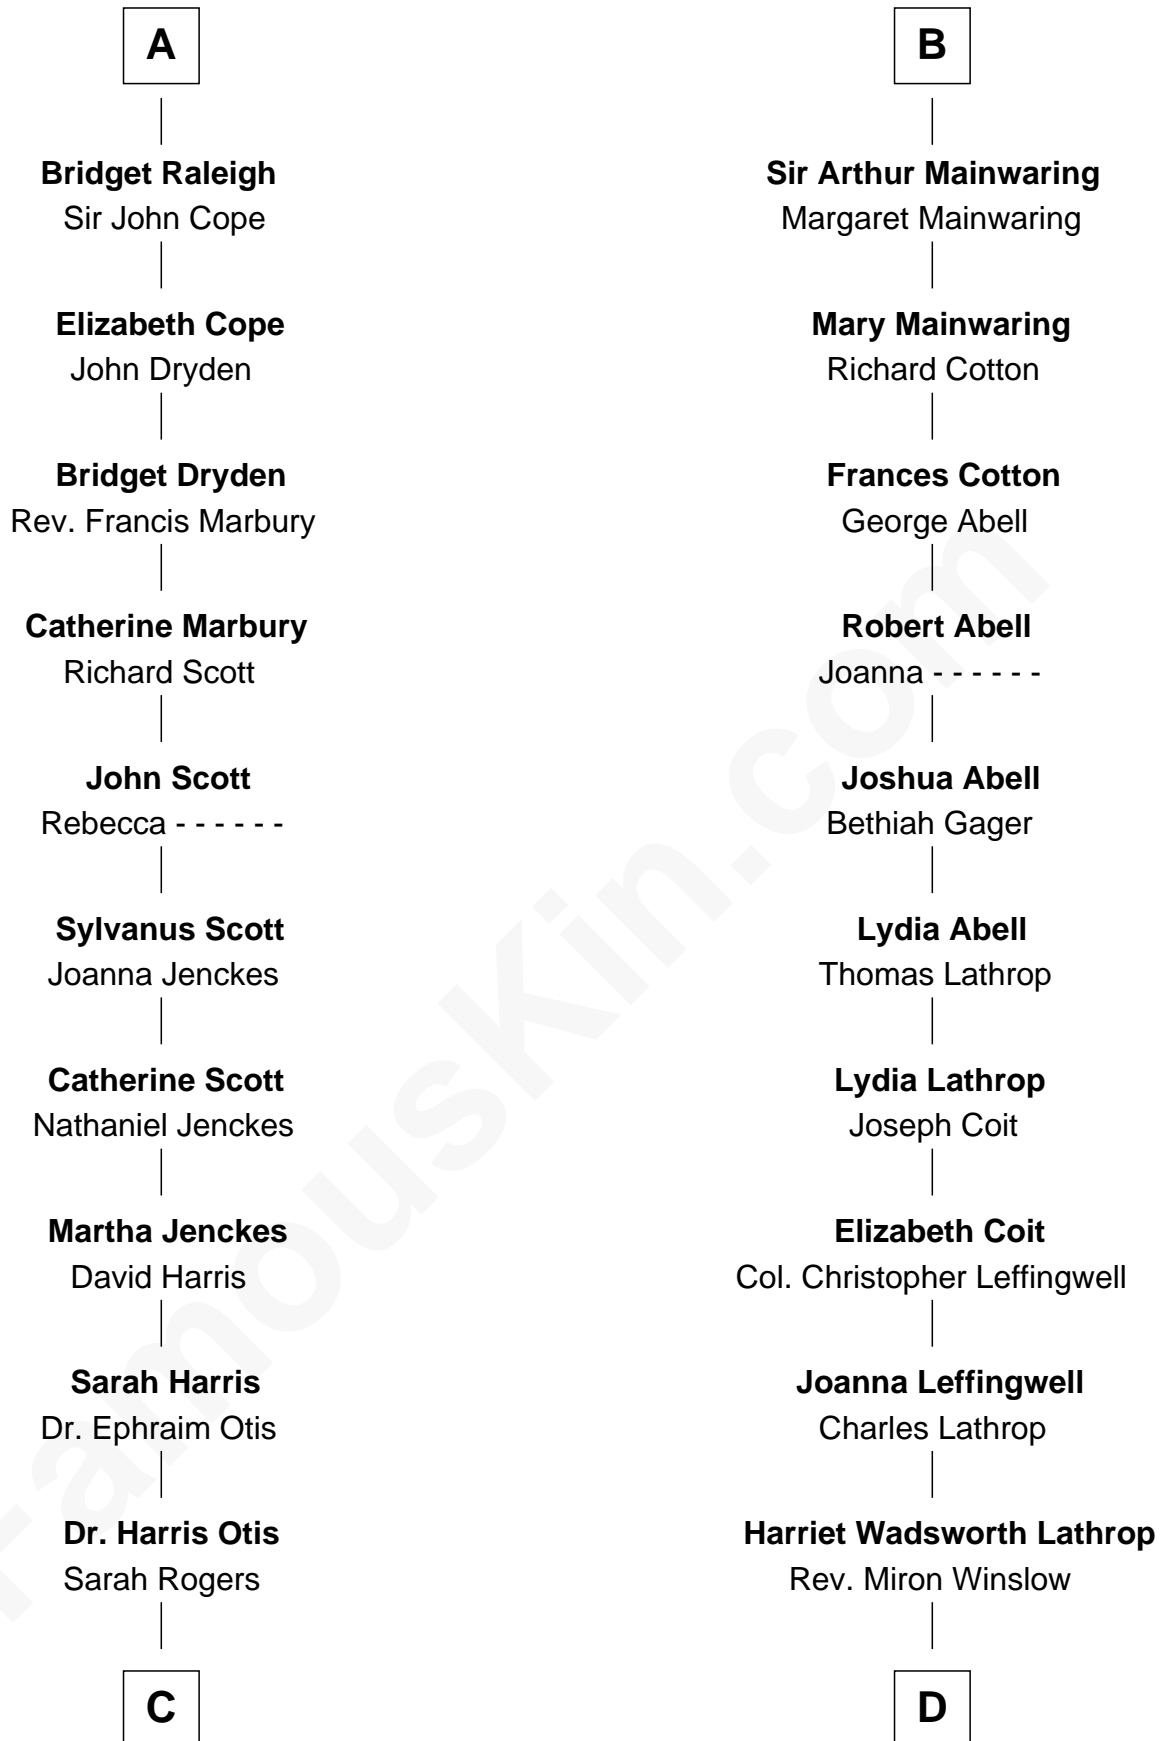 A
Bridget Raleigh
Sir John Cope
Elizabeth Cope
John Dryden
Bridget Dryden
Rev. Francis Marbury
Catherine Marbury
Richard Scott
John Scott
Rebecca - - - - - -
Sylvanus Scott
Joanna Jenckes
Catherine Scott
Nathaniel Jenckes
Martha Jenckes
David Harris
Sarah Harris
Dr. Ephraim Otis
Dr. Harris Otis
Sarah Rogers
C
B
Sir Arthur Mainwaring
Margaret Mainwaring
Mary Mainwaring
Richard Cotton
Frances Cotton
George Abell
Robert Abell
Joanna - - - - - -
Joshua Abell
Bethiah Gager
Lydia Abell
Thomas Lathrop
Lydia Lathrop
Joseph Coit
Elizabeth Coit
Col. Christopher Leffingwell
Joanna Leffingwell
Charles Lathrop
Harriet Wadsworth Lathrop
Rev. Miron Winslow
D
FamousKin.com